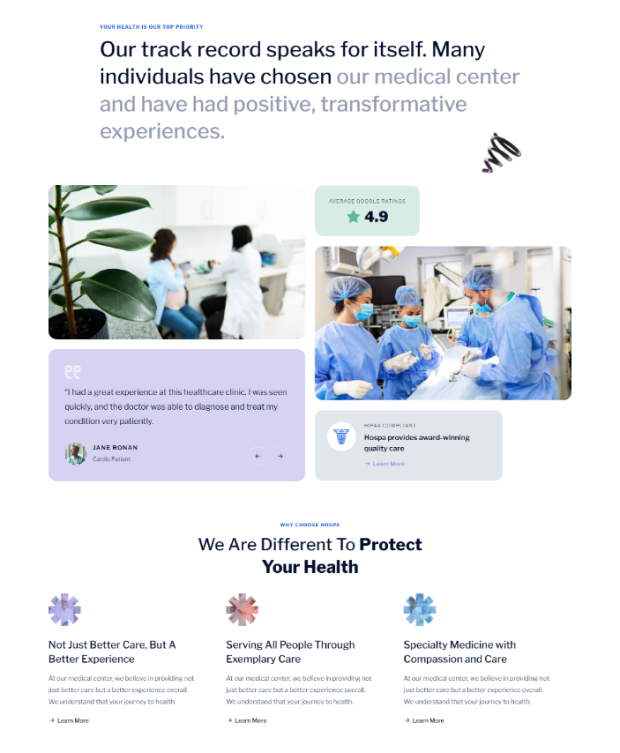 YOUR HEALTH IS OUR TOP PRIORITY
Our track record speaks for itself. Many
individuals have chosen our medical center
and have had positive, transformative
experiences.
AVERAGE GOOGLE RATINGS
4.9
“I had a great experience at this healthcare clinic. I was seen
quickly, and the doctor was able to diagnose and treat my
condition very patiently.
JANE RONAN
Cardio Patient
HIPAA COMPLIANT
Hospa provides award-winning
quality care
→ Learn More
WHY CHOOSE HOSPA
We Are Different To Protect
Your Health
Not Just Better Care, But A
Better Experience
At our medical center, we believe in providing not
just better care but a better experience overall.
We understand that your journey to health.
→ Learn More
Serving All People Through
Exemplary Care
At our medical center, we believe in providing not
just better care but a better experience overall.
We understand that your journey to health.
→ Learn More
Specialty Medicine with
Compassion and Care
At our medical center, we believe in providing not
just better care but a better experience overall.
We understand that your journey to health.
→ Learn More